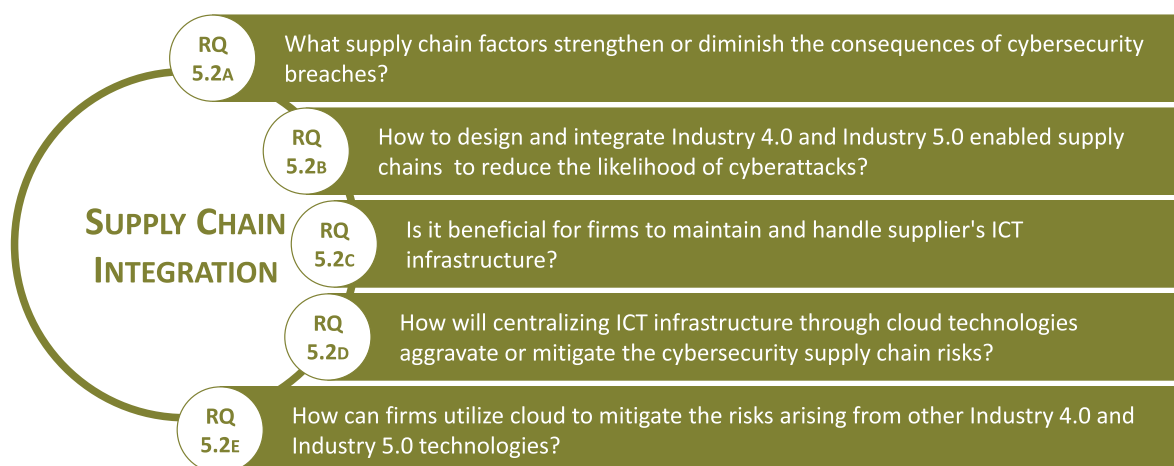 RQ
5.2A
What supply chain factors strengthen or diminish the consequences of cybersecurity
breaches?
RQ
5.2B
How to design and integrate Industry 4.0 and Industry 5.0 enabled supply
chains  to reduce the likelihood of cyberattacks?
SUPPLY CHAIN
INTEGRATION
RQ
5.2C
Is it beneficial for firms to maintain and handle supplier's ICT
infrastructure?
RQ
5.2D
How will centralizing ICT infrastructure through cloud technologies
aggravate or mitigate the cybersecurity supply chain risks?
RQ
5.2E
How can firms utilize cloud to mitigate the risks arising from other Industry 4.0 and
Industry 5.0 technologies?